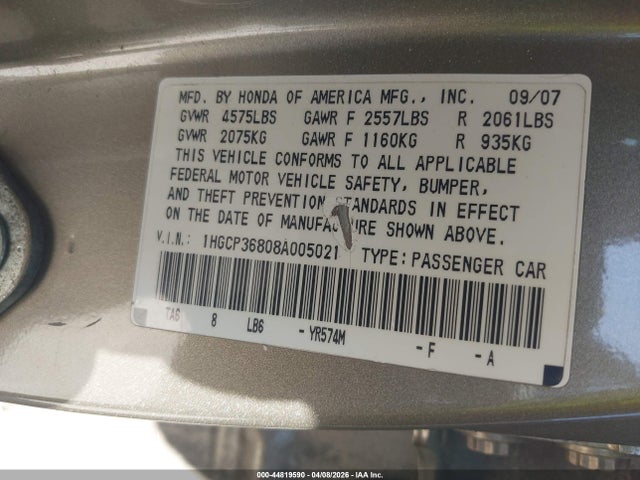 MFD. BY HONDA OF AMERICA MFG., INC. 09/07
GVWR 4575LBS GAWR F 2557LBS R 2061LBS
GVWR 2075KG GAWR F 1160KG R 935KG
THIS VEHICLE CONFORMS TO ALL APPLICABLE
FEDERAL MOTOR VEHICLE SAFETY, BUMPER,
AND THEFT PREVENTION STANDARDS IN EFFECT
ON THE DATE OF MANUFACTURE SHOWN ABOVE.
V.I.N.: 1HGCP36808A005021 TYPE: PASSENGER CAR
TA6 8 LB6 - YR574M - F - A
000-44819590 - 04/08/2026 - IAA Inc.